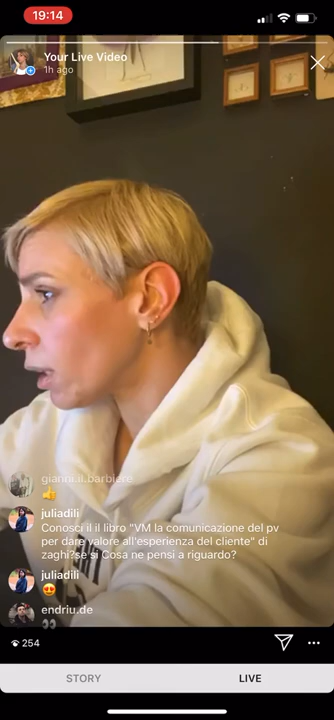 19:14
Your Live Video
1h ago
gianni.il.barbiere
👍
juliadili
Conosci il il libro "VM la comunicazione del pv
per dare valore all'esperienza del cliente" di
zaghi?se si Cosa ne pensi a riguardo?
juliadili
😍
endriu.de
👀
254
STORY
LIVE